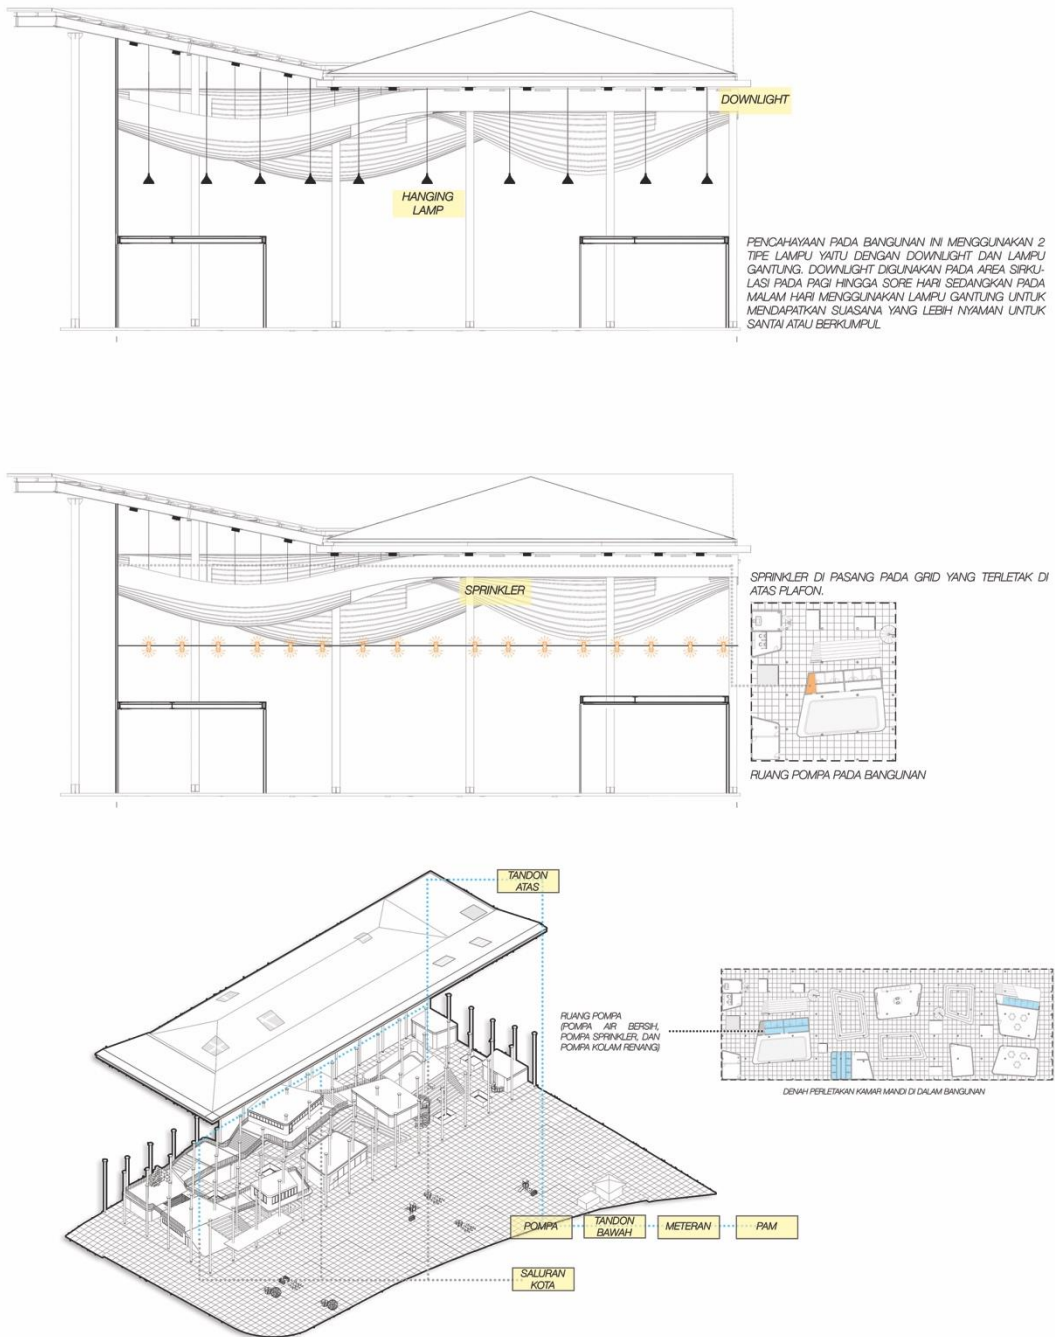 DOWNLIGHT
HANGING
LAMP
PENCAHAYAAN PADA BANGUNAN INI MENGGUNAKAN 2
TIPE LAMPU YAITU DENGAN DOWNLIGHT DAN LAMPU
GANTUNG. DOWNLIGHT DIGUNAKAN PADA AREA SIRKU-
LASI PADA PAGI HINGGA SORE HARI SEDANGKAN PADA
MALAM HARI MENGGUNAKAN LAMPU GANTUNG UNTUK
MENDAPATKAN SUASANA YANG LEBIH NYAMAN UNTUK
SANTAI ATAU BERKUMPUL
SPRINKLER
SPRINKLER DI PASANG PADA GRID YANG TERLETAK DI
ATAS PLAFON.
RUANG POMPA PADA BANGUNAN
TANDON
ATAS
RUANG POMPA
(POMPA AIR BERSIH,
POMPA SPRINKLER, DAN
POMPA KOLAM RENANG)
DENAH PERLETAKAN KAMAR MANDI DI DALAM BANGUNAN
POMPA
TANDON
BAWAH
METERAN
PAM
SALURAN
KOTA